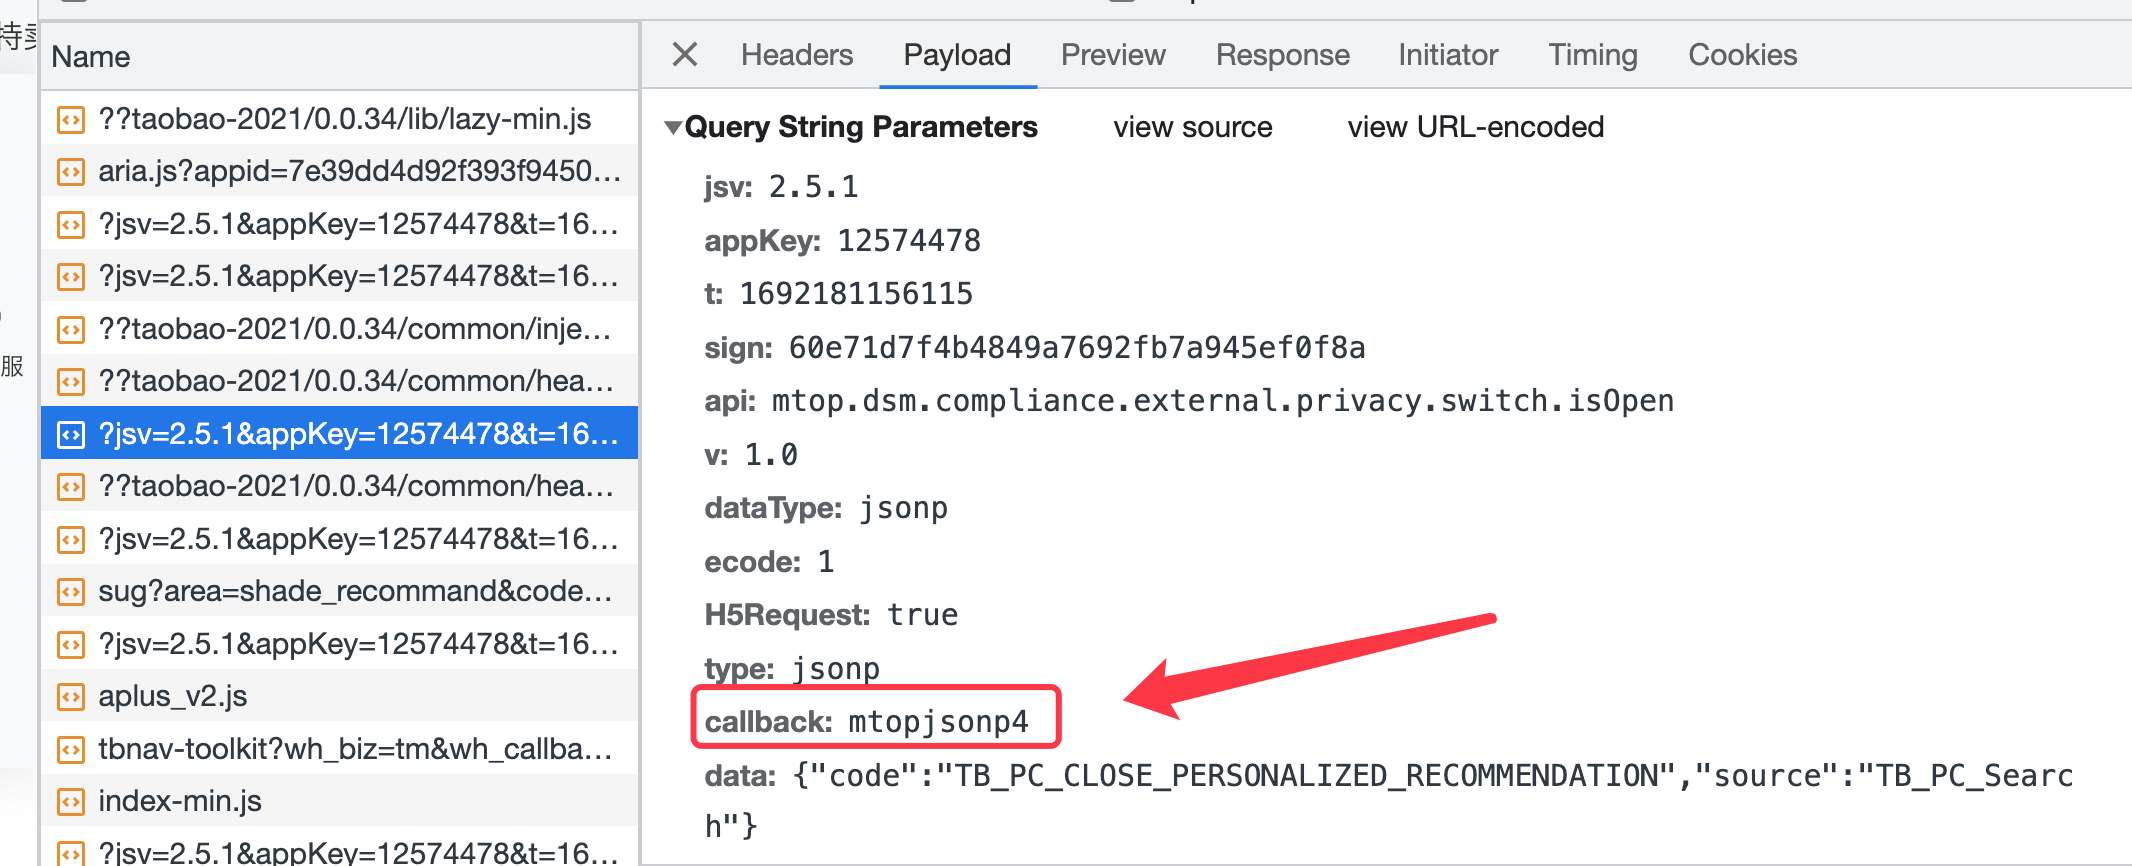 Name
??taobao-2021/0.0.34/lib/lazy-min.js
aria.js?appid=7e39dd4d92f393f9450...
?jsv=2.5.1&appKey=12574478&t=16...
?jsv=2.5.1&appKey=12574478&t=16...
??taobao-2021/0.0.34/common/inje...
??taobao-2021/0.0.34/common/hea...
?jsv=2.5.1&appKey=12574478&t=16...
??taobao-2021/0.0.34/common/hea...
?jsv=2.5.1&appKey=12574478&t=16...
sug?area=shade_recommand&code...
?jsv=2.5.1&appKey=12574478&t=16...
aplus_v2.js
tbnav-toolkit?wh_biz=tm&wh_callba...
index-min.js
?jsv=2.5.1&appKey=12574478&t=16...
Headers Payload Preview Response Initiator Timing Cookies
Query String Parameters view source view URL-encoded
jsv: 2.5.1
appKey: 12574478
t: 1692181156115
sign: 60e71d7f4b4849a7692fb7a945ef0f8a
api: mtop.dsm.compliance.external.privacy.switch.isOpen
v: 1.0
dataType: jsonp
ecode: 1
H5Request: true
type: jsonp
callback: mtopjsonp4
data: {"code":"TB_PC_CLOSE_PERSONALIZED_RECOMMENDATION","source":"TB_PC_Searc
h"}
特卖
服